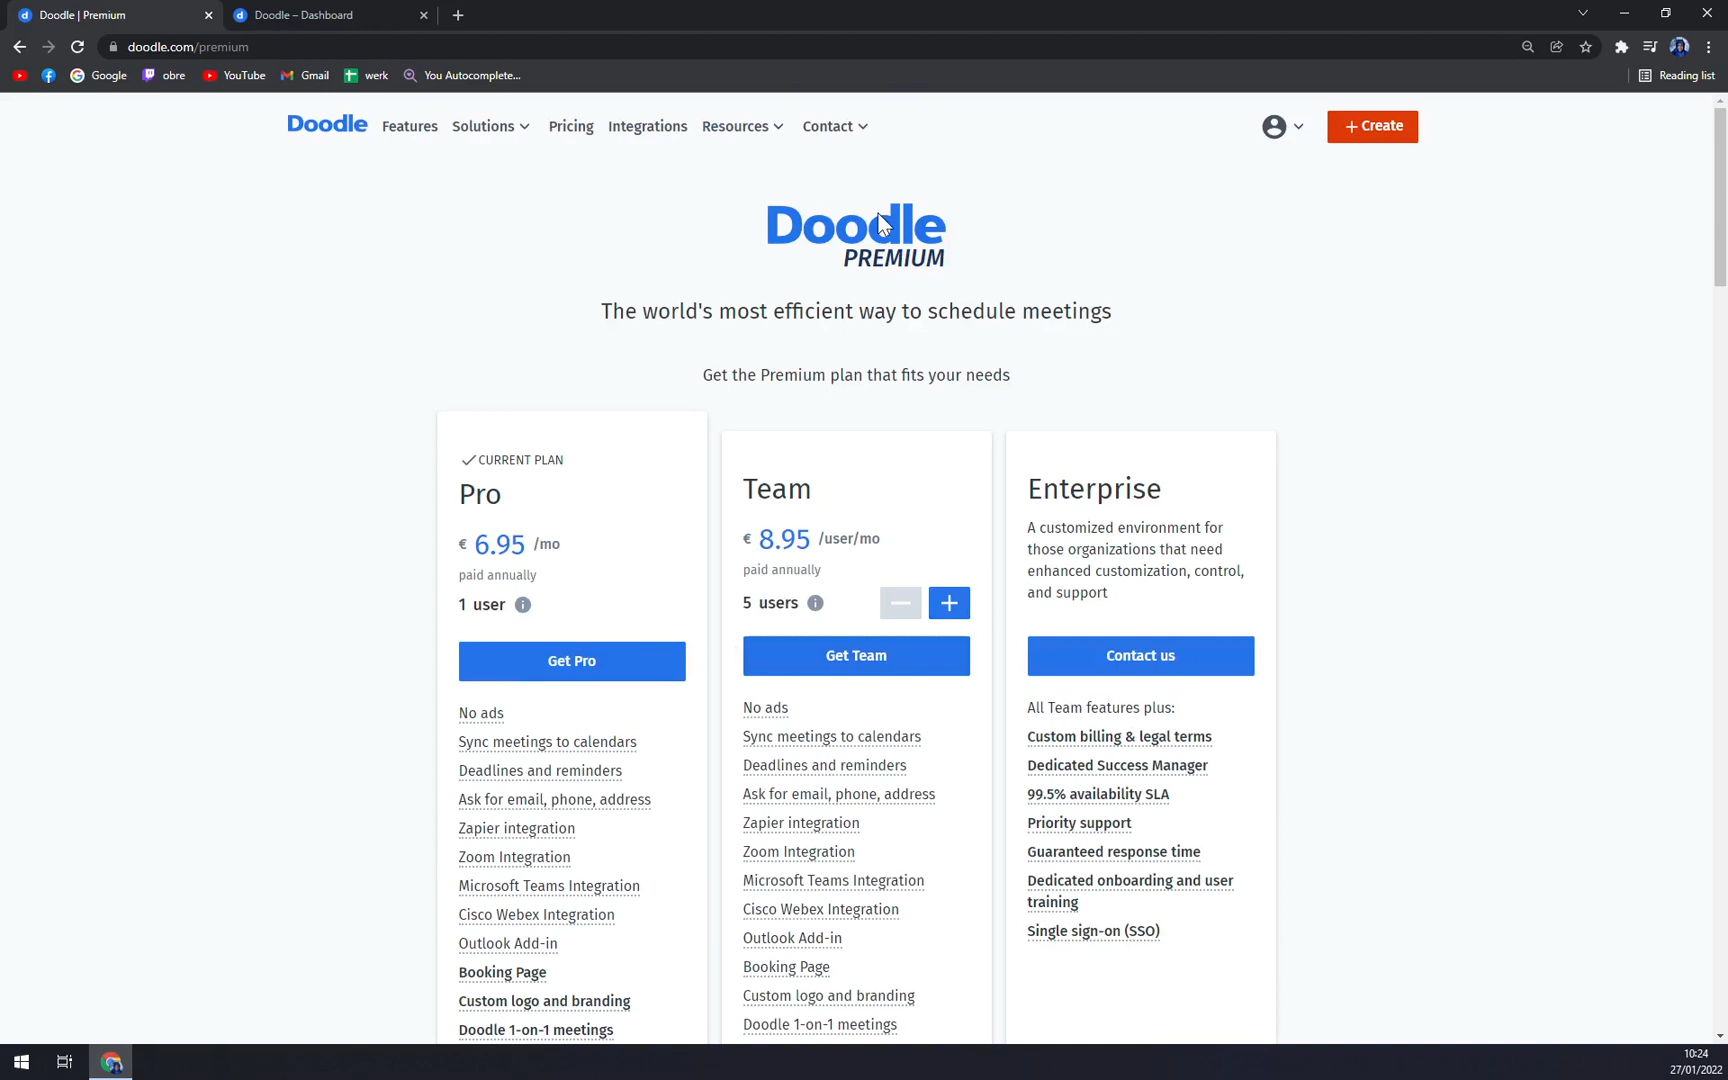 Doodle | Premium
Doodle – Dashboard
doodle.com/premium
Google
obre
YouTube
Gmail
werk
You Autocomplete...
Reading list
Doodle
Features
Solutions
Pricing
Integrations
Resources
Contact
+ Create
Doodle
PREMIUM
The world's most efficient way to schedule meetings
Get the Premium plan that fits your needs
CURRENT PLAN
Pro
€ 6.95 /mo
paid annually
1 user
Get Pro
No ads
Sync meetings to calendars
Deadlines and reminders
Ask for email, phone, address
Zapier integration
Zoom Integration
Microsoft Teams Integration
Cisco Webex Integration
Outlook Add-in
Booking Page
Custom logo and branding
Doodle 1-on-1 meetings
Team
€ 8.95 /user/mo
paid annually
5 users
Get Team
No ads
Sync meetings to calendars
Deadlines and reminders
Ask for email, phone, address
Zapier integration
Zoom Integration
Microsoft Teams Integration
Cisco Webex Integration
Outlook Add-in
Booking Page
Custom logo and branding
Doodle 1-on-1 meetings
Enterprise
A customized environment for
those organizations that need
enhanced customization, control,
and support
Contact us
All Team features plus:
Custom billing & legal terms
Dedicated Success Manager
99.5% availability SLA
Priority support
Guaranteed response time
Dedicated onboarding and user
training
Single sign-on (SSO)
10:24
27/01/2022